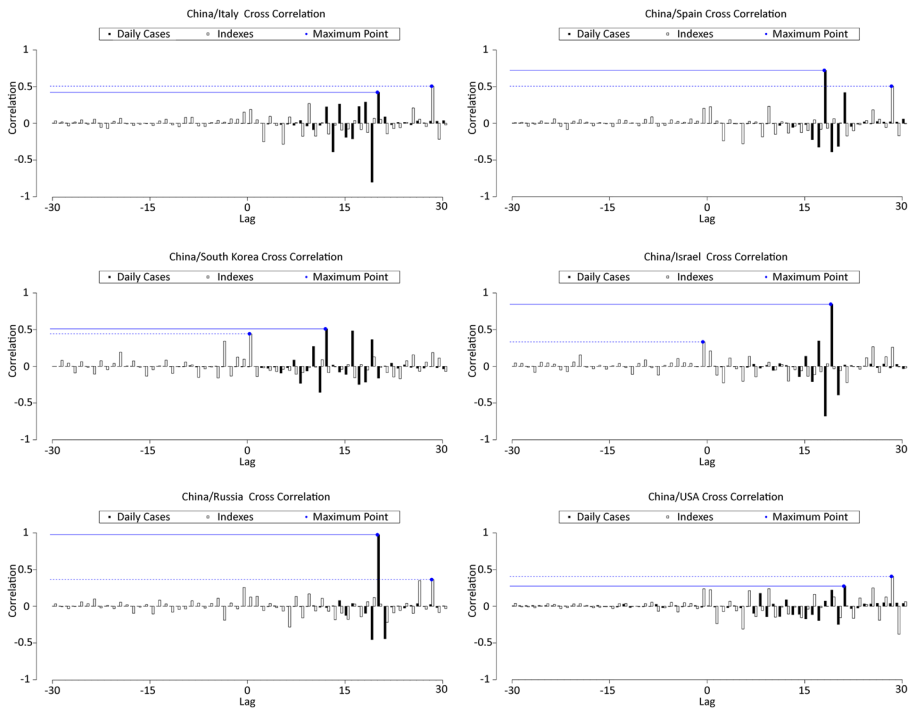 China/Italy Cross Correlation
Daily Cases Indexes Maximum Point
1
0.5
0
-0.5
-1
Correlation
-30 -15 0 15 30
Lag
China/Spain Cross Correlation
Daily Cases Indexes Maximum Point
1
0.5
0
-0.5
-1
Correlation
-30 -15 0 15 30
Lag
China/South Korea Cross Correlation
Daily Cases Indexes Maximum Point
1
0.5
0
-0.5
-1
Correlation
-30 -15 0 15 30
Lag
China/Israel Cross Correlation
Daily Cases Indexes Maximum Point
1
0.5
0
-0.5
-1
Correlation
-30 -15 0 15 30
Lag
China/Russia Cross Correlation
Daily Cases Indexes Maximum Point
1
0.5
0
-0.5
-1
Correlation
-30 -15 0 15 30
Lag
China/USA Cross Correlation
Daily Cases Indexes Maximum Point
1
0.5
0
-0.5
-1
Correlation
-30 -15 0 15 30
Lag